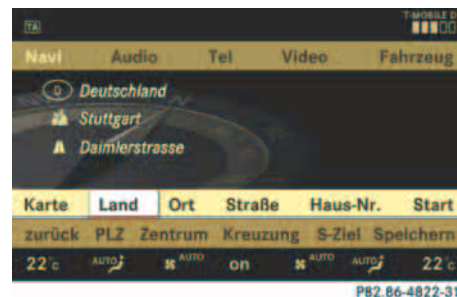 TA T-MOBILE D
Navi Audio Tel Video Fahrzeug
D Deutschland
Stuttgart
Daimlerstrasse
Karte Land Ort Straße Haus-Nr. Start
zurück PLZ Zentrum Kreuzung S-Ziel Speichern
22°c AUTO AUTO on AUTO AUTO 22°c
P82.86-4822-31